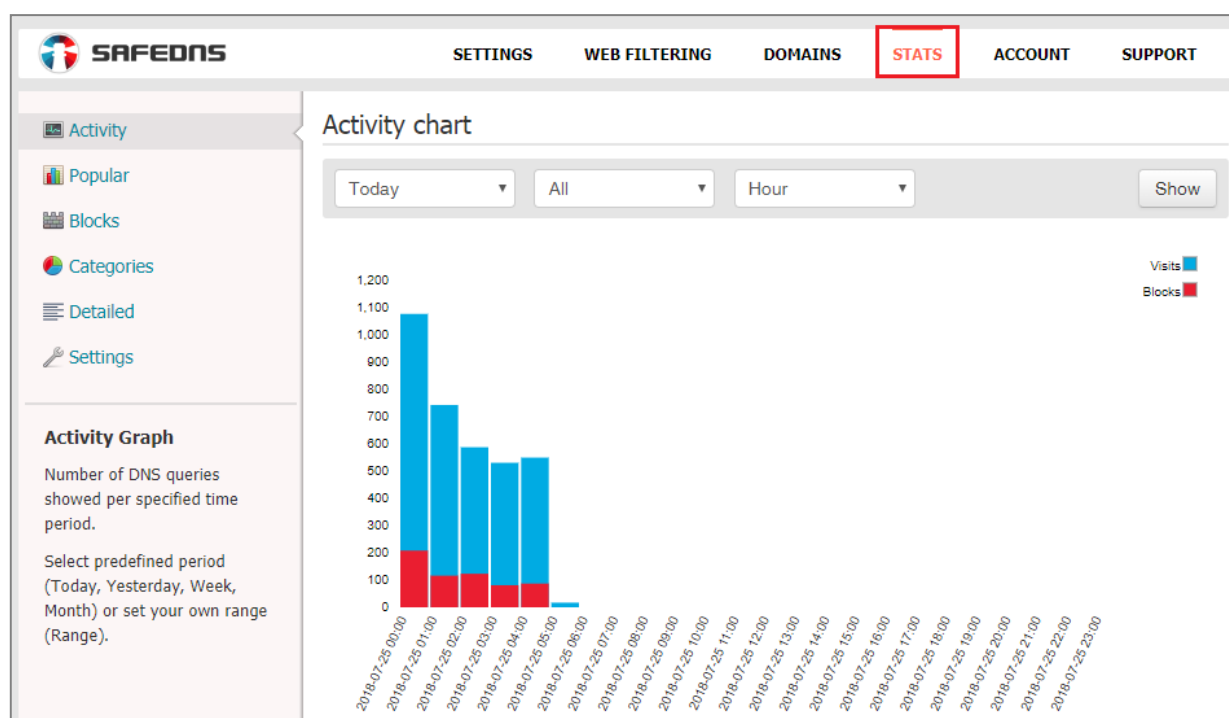 SAFEDNS
SETTINGS WEB FILTERING DOMAINS STATS ACCOUNT SUPPORT
Activity
Popular
Blocks
Categories
Detailed
Settings
Activity Graph
Number of DNS queries
showed per specified time
period.
Select predefined period
(Today, Yesterday, Week,
Month) or set your own range
(Range).
Activity chart
Today All Hour Show
Visits
Blocks
1,200
1,100
1,000
900
800
700
600
500
400
300
200
100
0
2018-07-25 00:00
2018-07-25 01:00
2018-07-25 02:00
2018-07-25 03:00
2018-07-25 04:00
2018-07-25 05:00
2018-07-25 06:00
2018-07-25 07:00
2018-07-25 08:00
2018-07-25 09:00
2018-07-25 10:00
2018-07-25 11:00
2018-07-25 12:00
2018-07-25 13:00
2018-07-25 14:00
2018-07-25 15:00
2018-07-25 16:00
2018-07-25 17:00
2018-07-25 18:00
2018-07-25 19:00
2018-07-25 20:00
2018-07-25 21:00
2018-07-25 22:00
2018-07-25 23:00